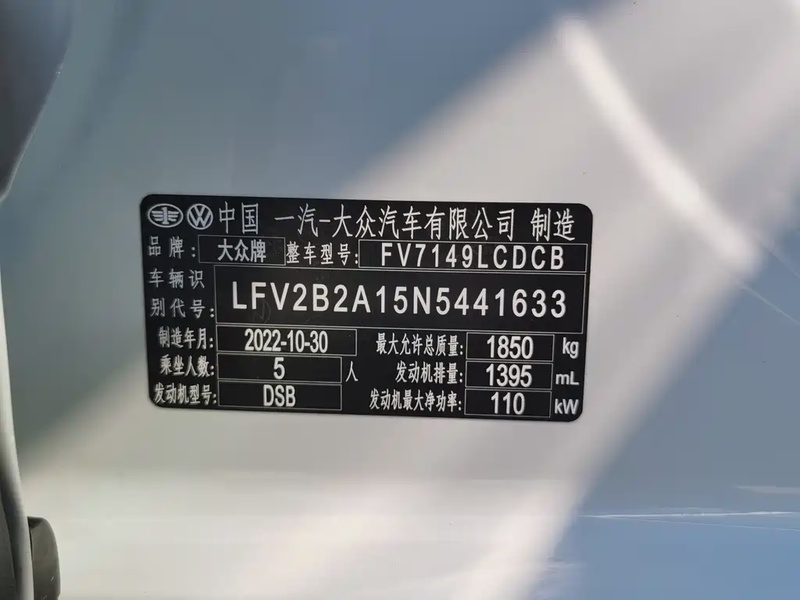 中国 一汽-大众汽车有限公司 制造
品牌: 大众牌 整车型号: FV7149LCDCB
车辆识别代号: LFV2B2A15N5441633
制造年月: 2022-10-30 最大允许总质量: 1850 kg
乘坐人数: 5 人 发动机排量: 1395 mL
发动机型号: DSB 发动机最大净功率: 110 kW